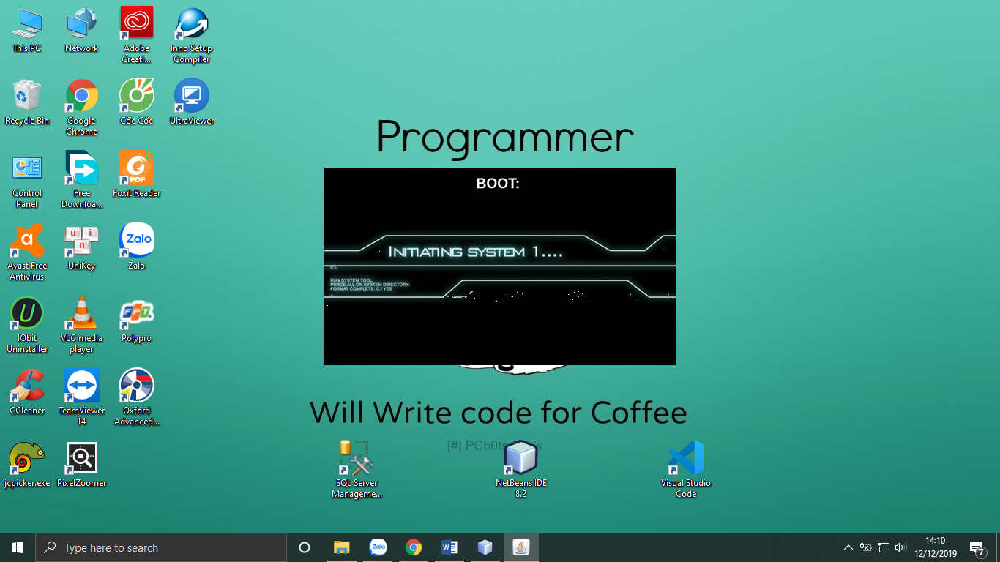 This PC
Network
Adobe
Creati...
Inno Setup
Compiler
Recycle Bin
Google
Chrome
Cốc Cốc
UltraViewer
Control
Panel
Free
Downloa...
PDF
Foxit Reader
Avast Free
Antivirus
u i
n
UniKey
Zalo
Zalo
IObit
Uninstaller
VLC media
player
FPT.
Polypro
CCleaner
TeamViewer
14
Oxford
Advanced...
jcpicker.exe
PixelZoomer
Programmer
BOOT:
INITIATING SYSTEM 1....
C:/-
RUN SYSTEM TOOL:
PURGE ALL ON SYSTEM DIRECTORY:
FORMAT COMPLETE: C:/ YES
Will Write code for Coffee
SQL Server
Manageme...
NetBeans IDE
8.2
Visual Studio
Code
Type here to search
Zalo
14:10
12/12/2019
7